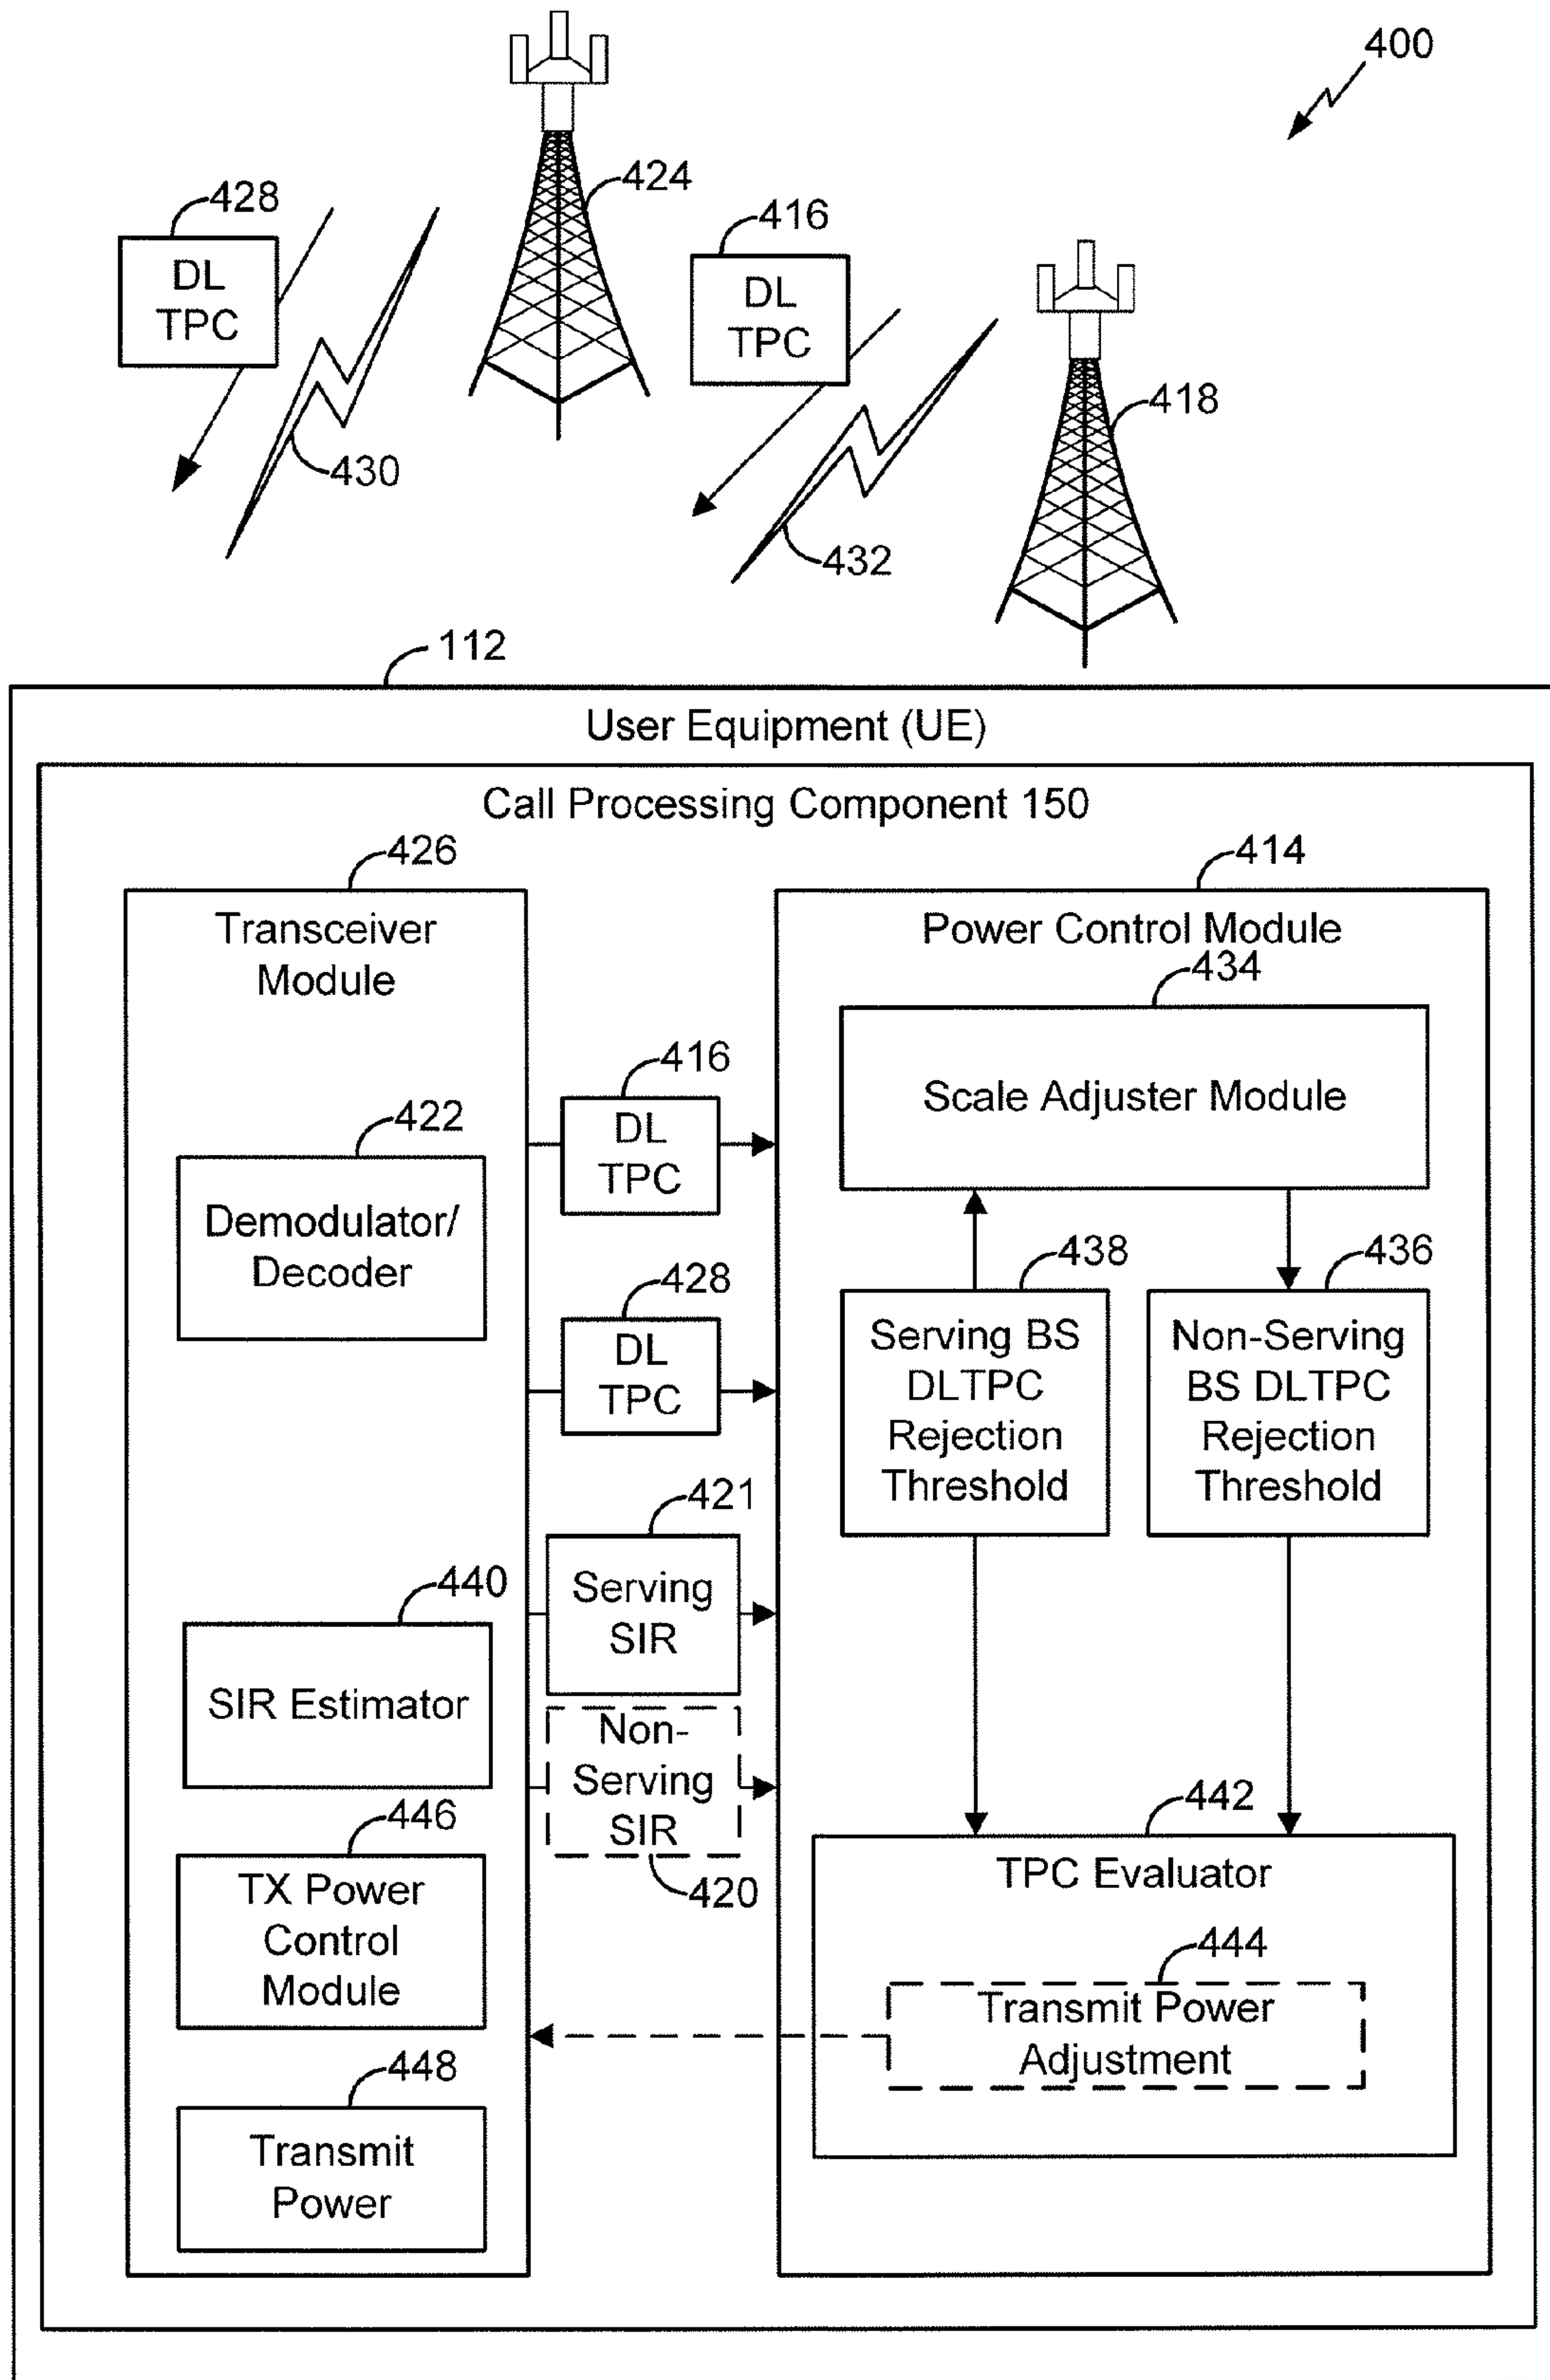 400
424
428
DL
TPC
416
DL
TPC
418
430
432
112
User Equipment (UE)
Call Processing Component 150
426
Transceiver
Module
414
Power Control Module
434
Scale Adjuster Module
416
DL
TPC
422
Demodulator/
Decoder
428
DL
TPC
438
Serving BS
DLTPC
Rejection
Threshold
436
Non-Serving
BS DLTPC
Rejection
Threshold
421
Serving
SIR
440
SIR Estimator
Non-
Serving
SIR
420
446
TX Power
Control
Module
442
TPC Evaluator
444
Transmit Power
Adjustment
448
Transmit
Power